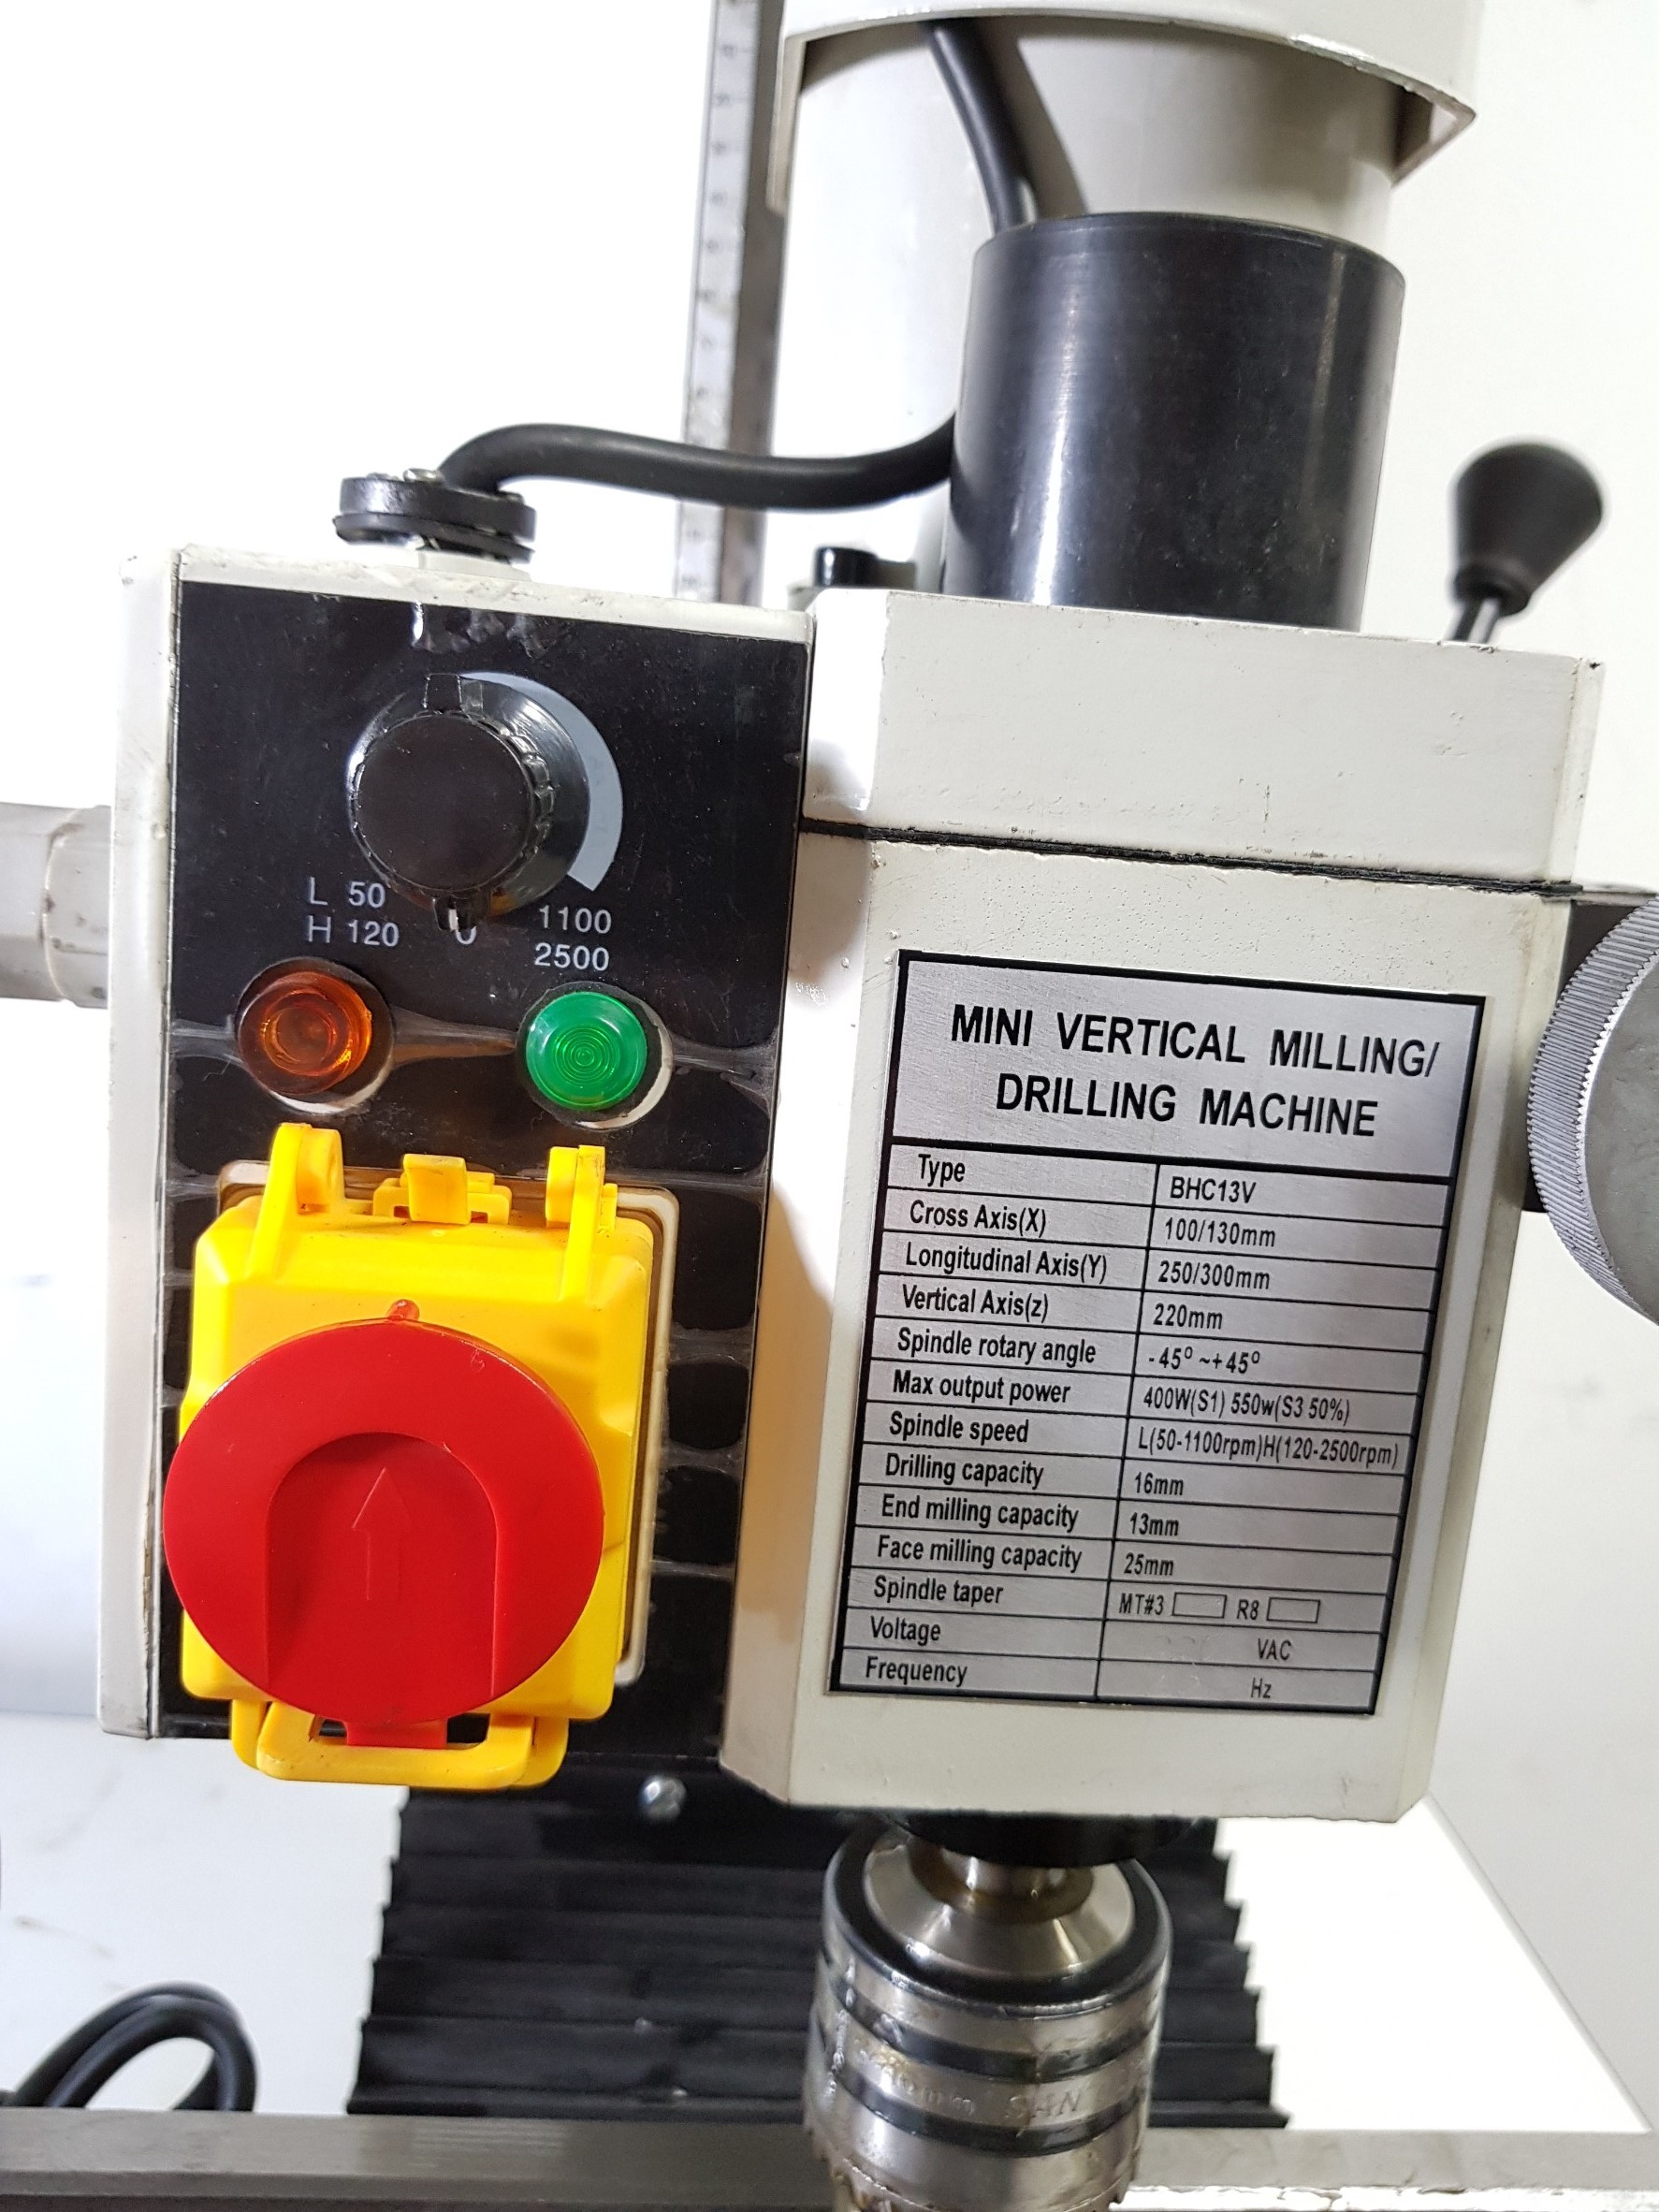 L 50
H 120
0
1100
2500
MINI VERTICAL MILLING/
DRILLING MACHINE
Type BHC13V
Cross Axis(X) 100/130mm
Longitudinal Axis(Y) 250/300mm
Vertical Axis(z) 220mm
Spindle rotary angle -45° ~+45°
Max output power 400W(S1) 550w(S3 50%)
Spindle speed L(50-1100rpm)H(120-2500rpm)
Drilling capacity 16mm
End milling capacity 13mm
Face milling capacity 25mm
Spindle taper MT#3 R8
Voltage VAC
Frequency Hz